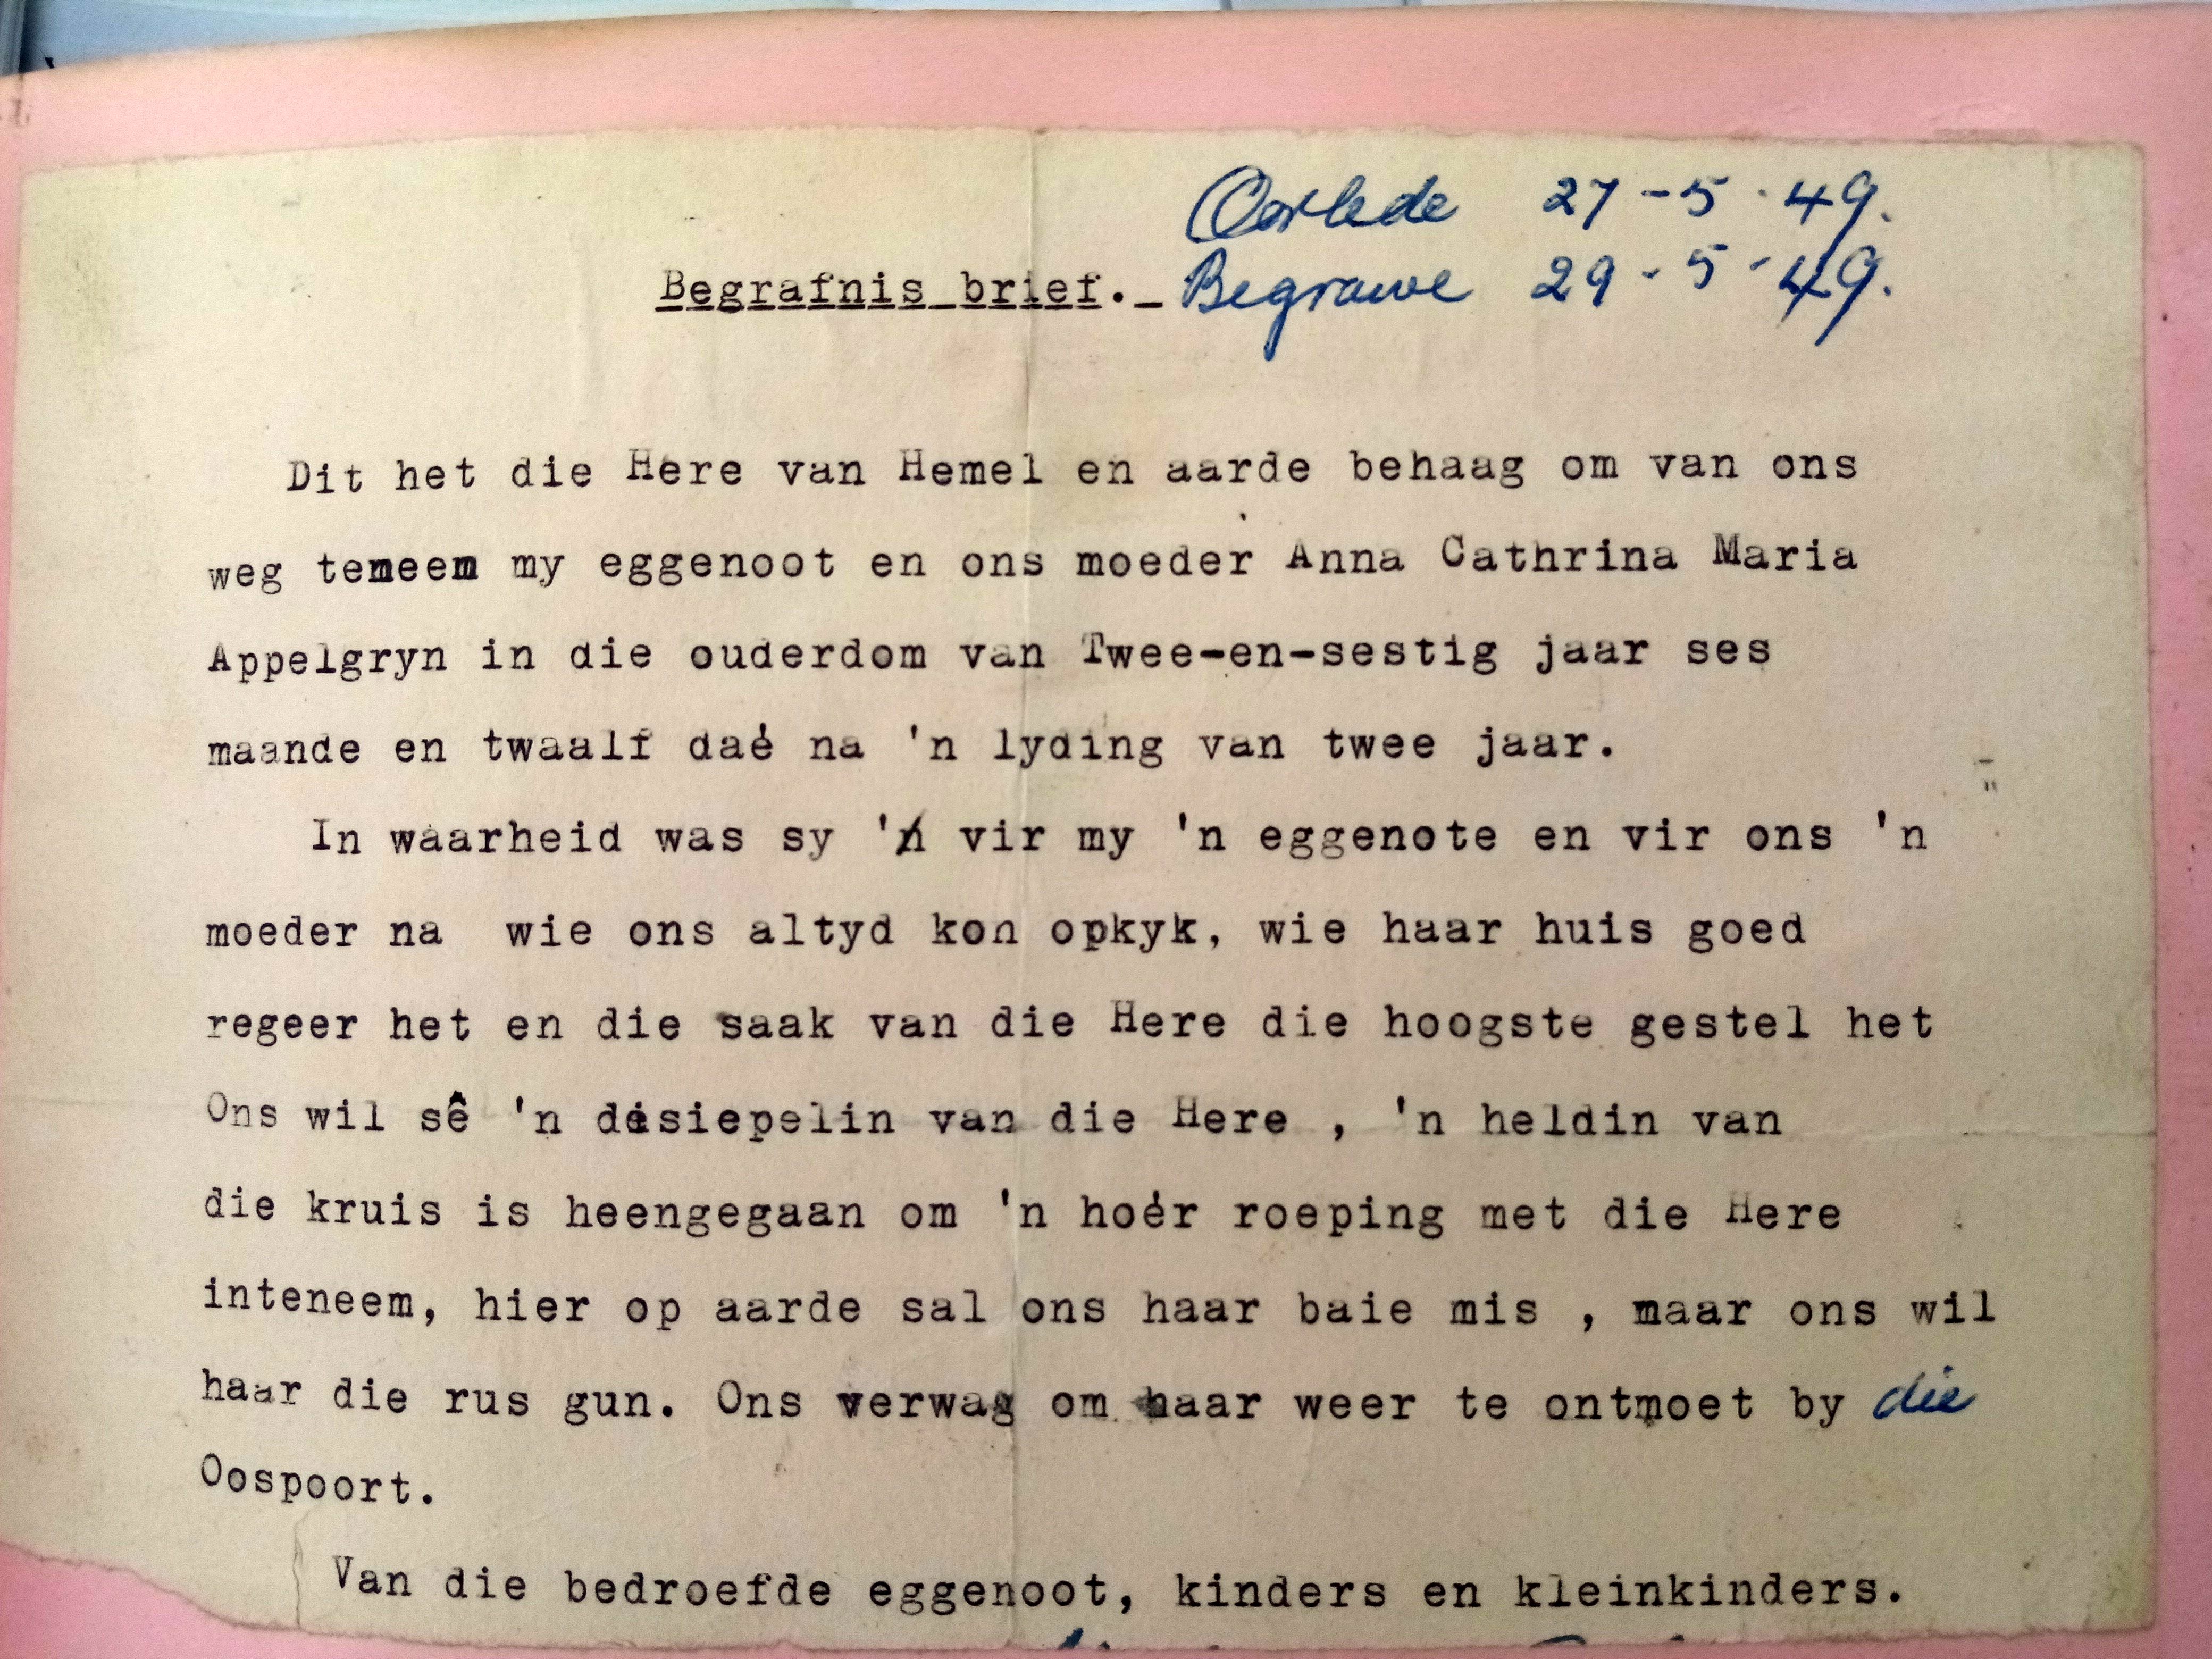 Oorlede 27-5-49.
Begrafnis brief. Begrawe 29-5-49.
Dit het die Here van Hemel en aarde behaag om van ons
weg teneem my eggenoot en ons moeder Anna Cathrina Maria
Appelgryn in die ouderdom van Twee-en-sestig jaar ses
maande en twaalf daė na 'n lyding van twee jaar.
In waarheid was sy 'n vir my 'n eggenote en vir ons 'n
moeder na wie ons altyd kon opkyk, wie haar huis goed
regeer het en die saak van die Here die hoogste gestel het
Ons wil sê 'n disiepelin van die Here , 'n heldin van
die kruis is heengegaan om 'n hoėr roeping met die Here
inteneem, hier op aarde sal ons haar baie mis , maar ons wil
haar die rus gun. Ons verwag om haar weer te ontmoet by die
Oospoort.
Van die bedroefde eggenoot, kinders en kleinkinders.